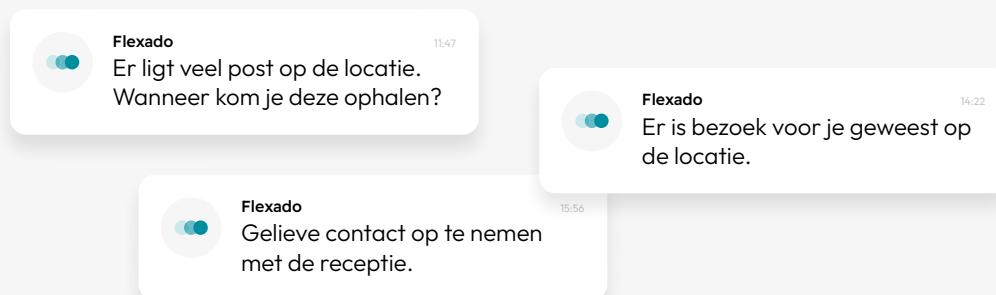 Flexado 11:47
Er ligt veel post op de locatie.
Wanneer kom je deze ophalen?
Flexado 14:22
Er is bezoek voor je geweest op
de locatie.
Flexado 15:56
Gelieve contact op te nemen
met de receptie.